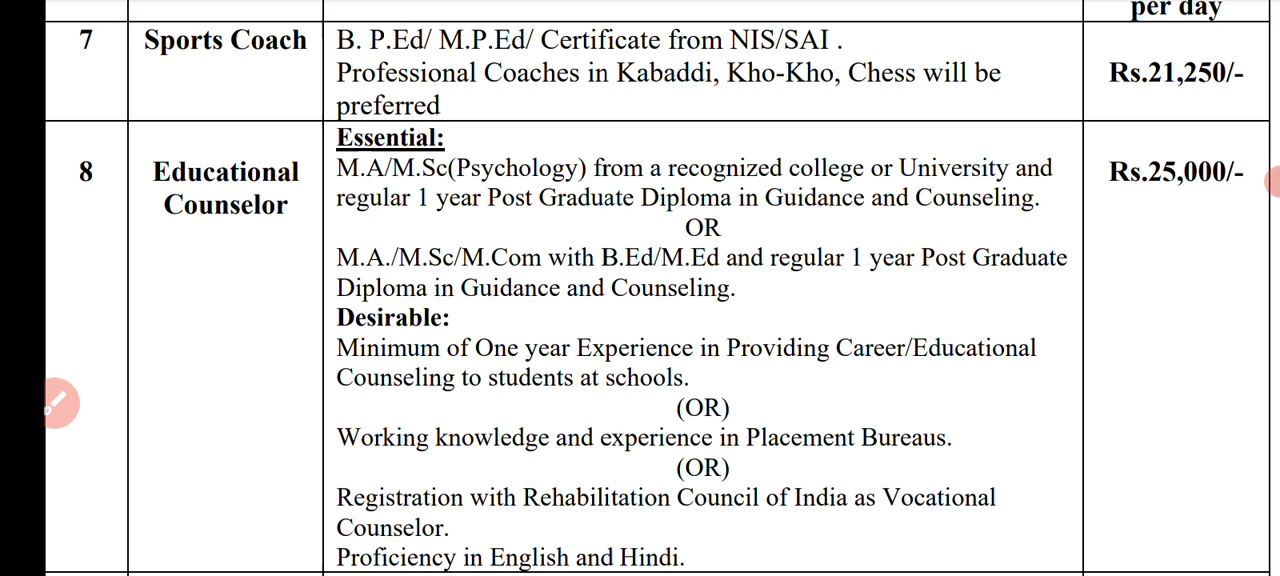 per day
7 Sports Coach B. P.Ed/ M.P.Ed/ Certificate from NIS/SAI .
Professional Coaches in Kabaddi, Kho-Kho, Chess will be Rs.21,250/-
preferred
Essential:
8 Educational M.A/M.Sc(Psychology) from a recognized college or University and Rs.25,000/-
Counselor regular 1 year Post Graduate Diploma in Guidance and Counseling.
OR
M.A./M.Sc/M.Com with B.Ed/M.Ed and regular 1 year Post Graduate
Diploma in Guidance and Counseling.
Desirable:
Minimum of One year Experience in Providing Career/Educational
Counseling to students at schools.
(OR)
Working knowledge and experience in Placement Bureaus.
(OR)
Registration with Rehabilitation Council of India as Vocational
Counselor.
Proficiency in English and Hindi.